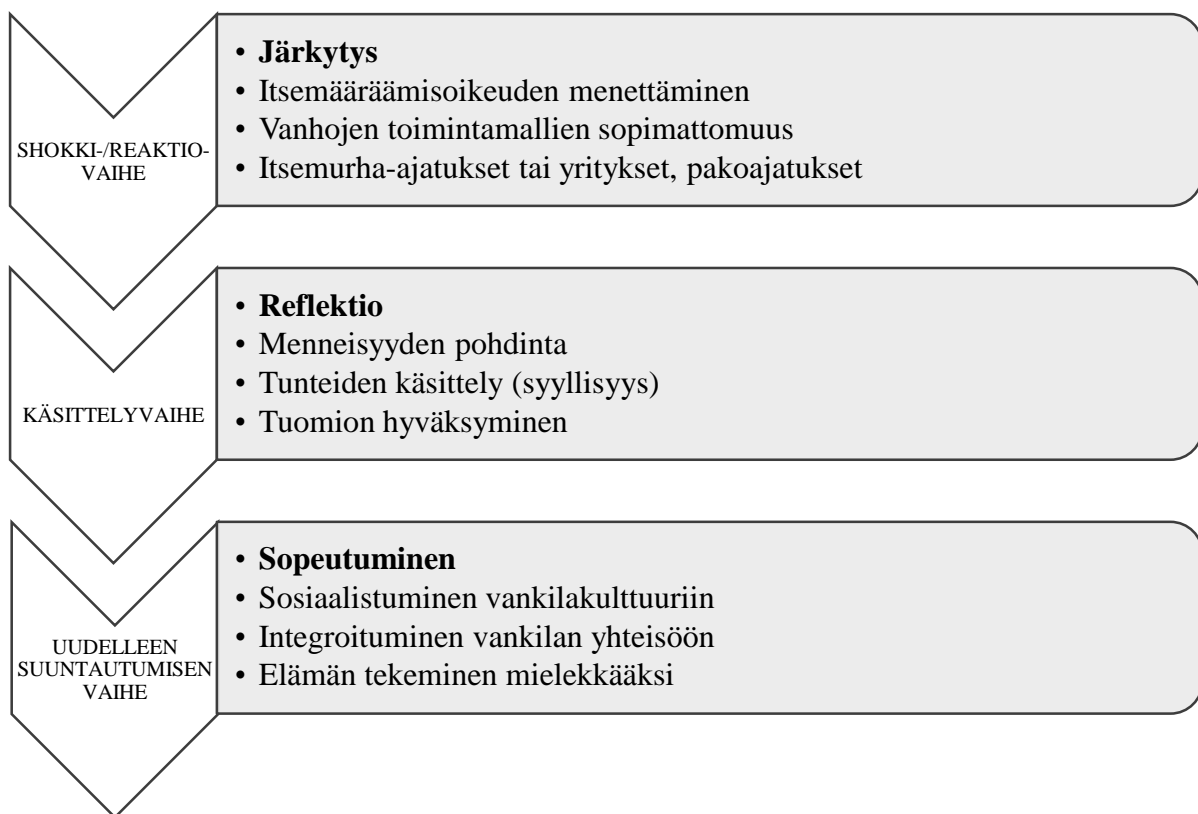 SHOKKI-/REAKTIO-
VAIHE
• Järkytys
• Itsemääräämisoikeuden menettäminen
• Vanhojen toimintamallien sopimattomuus
• Itsemurha-ajatukset tai yritykset, pakoajatukset
KÄSITTELYVAIHE
• Reflektio
• Menneisyyden pohdinta
• Tunteiden käsittely (syyllisyys)
• Tuomion hyväksyminen
UUDELLEEN
SUUNTAUTUMISEN
VAIHE
• Sopeutuminen
• Sosiaalistuminen vankilakulttuuriin
• Integroituminen vankilan yhteisöön
• Elämän tekeminen mielekkääksi